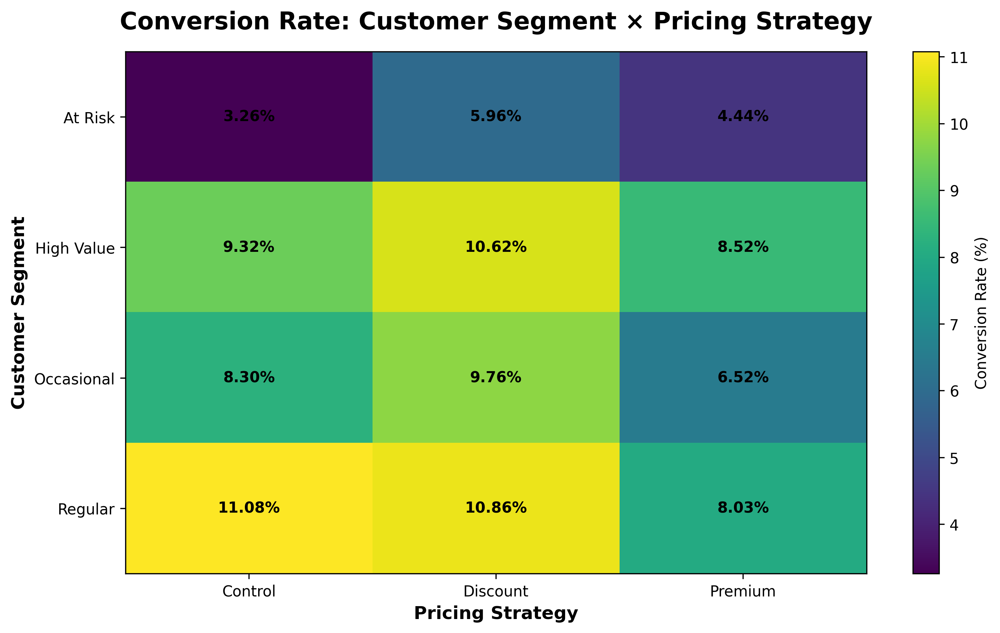 Conversion Rate: Customer Segment × Pricing Strategy
Customer Segment
At Risk 3.26% 5.96% 4.44%
High Value 9.32% 10.62% 8.52%
Occasional 8.30% 9.76% 6.52%
Regular 11.08% 10.86% 8.03%
Control Discount Premium
Pricing Strategy
11
10
9
8
7
6
5
4
Conversion Rate (%)